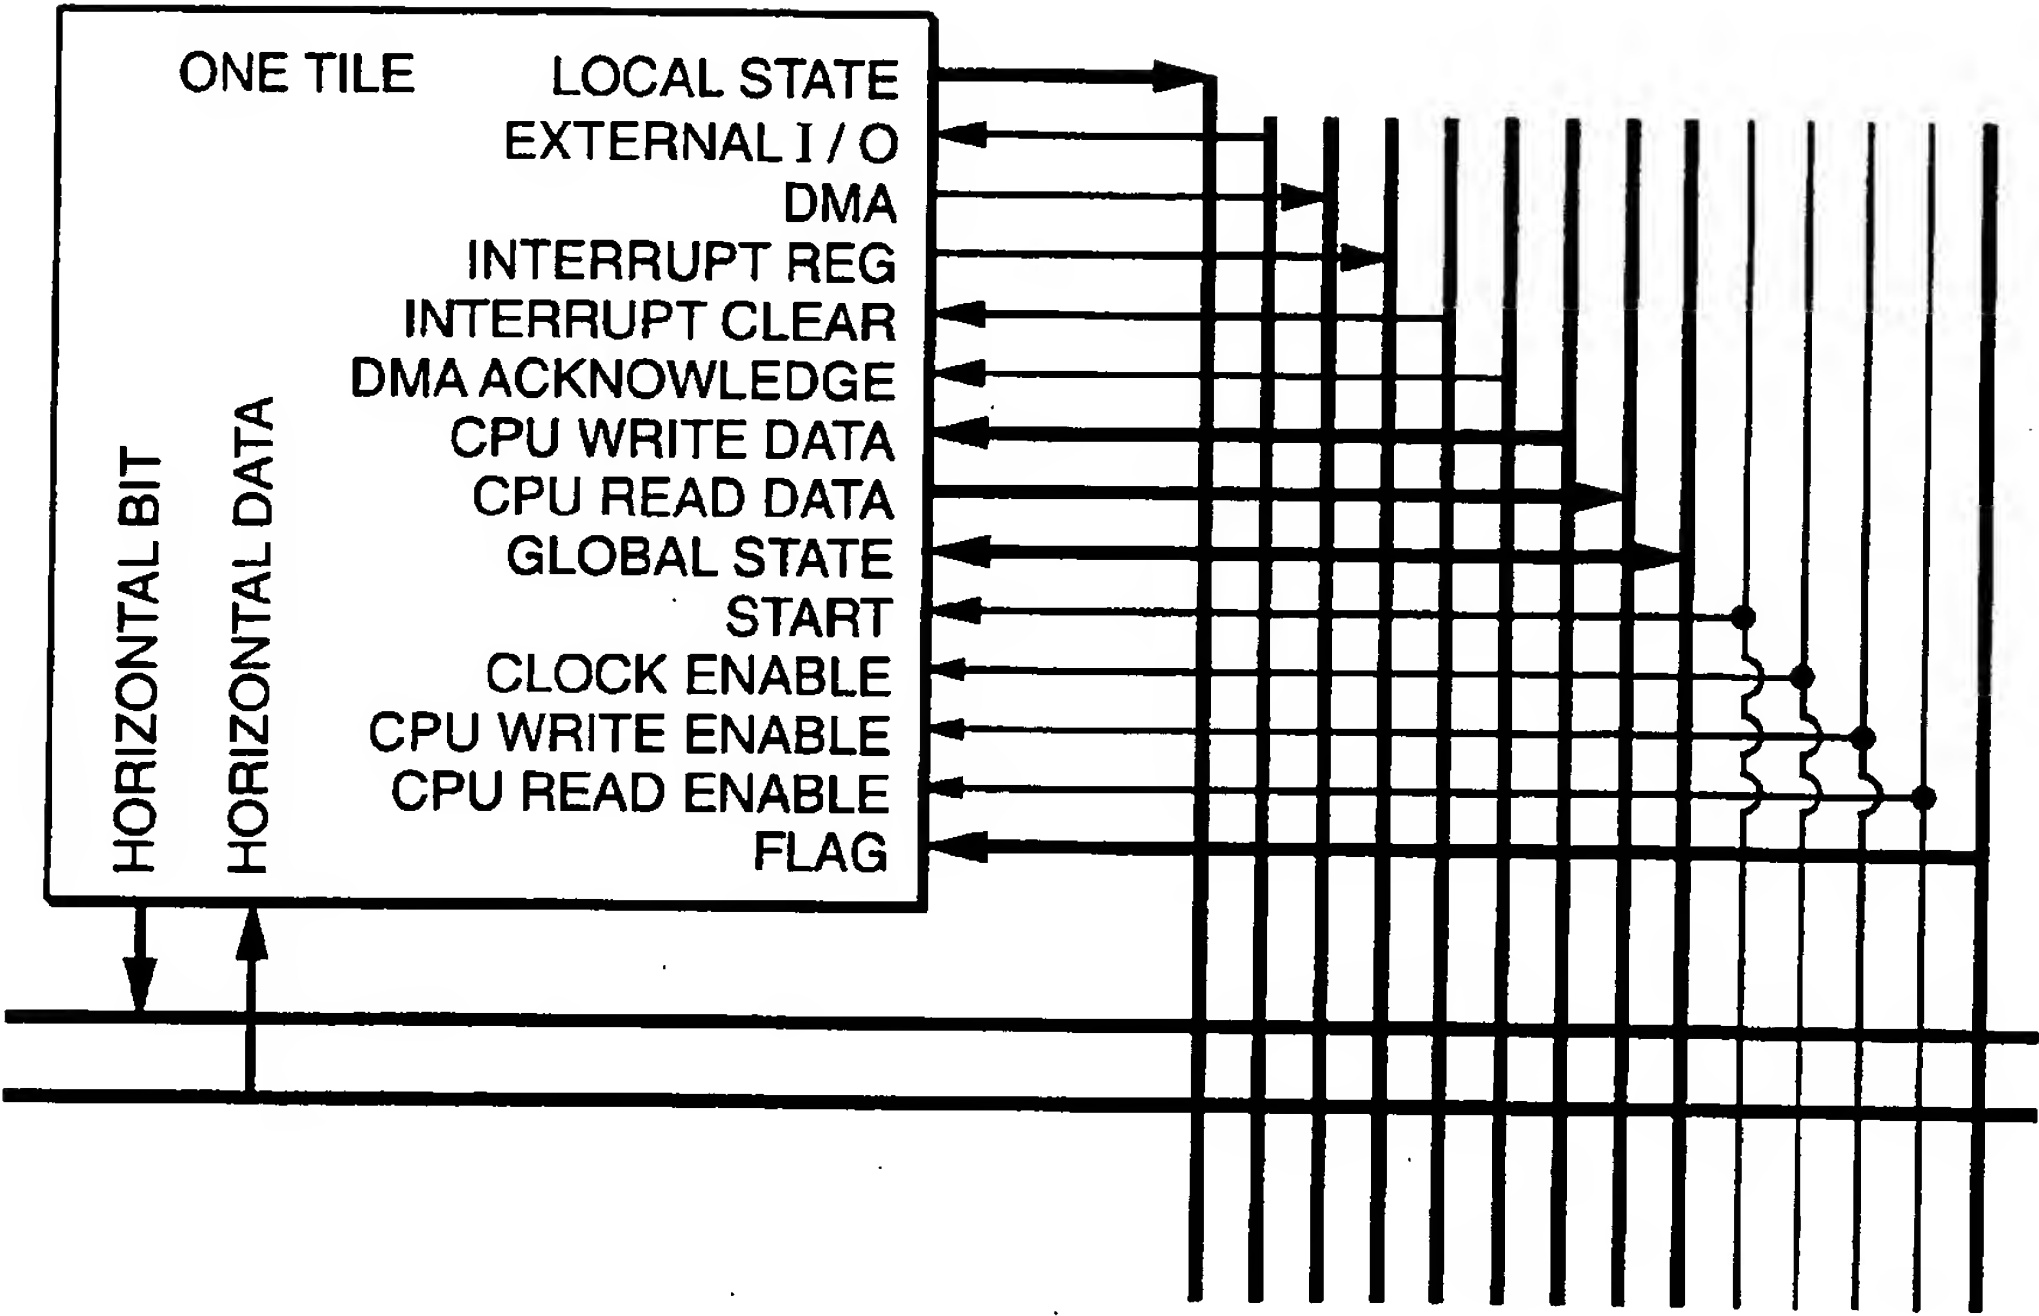 ONE TILE
LOCAL STATE
EXTERNAL I / O
DMA
INTERRUPT REG
INTERRUPT CLEAR
DMA ACKNOWLEDGE
CPU WRITE DATA
CPU READ DATA
GLOBAL STATE
START
CLOCK ENABLE
CPU WRITE ENABLE
CPU READ ENABLE
FLAG
HORIZONTAL BIT
HORIZONTAL DATA